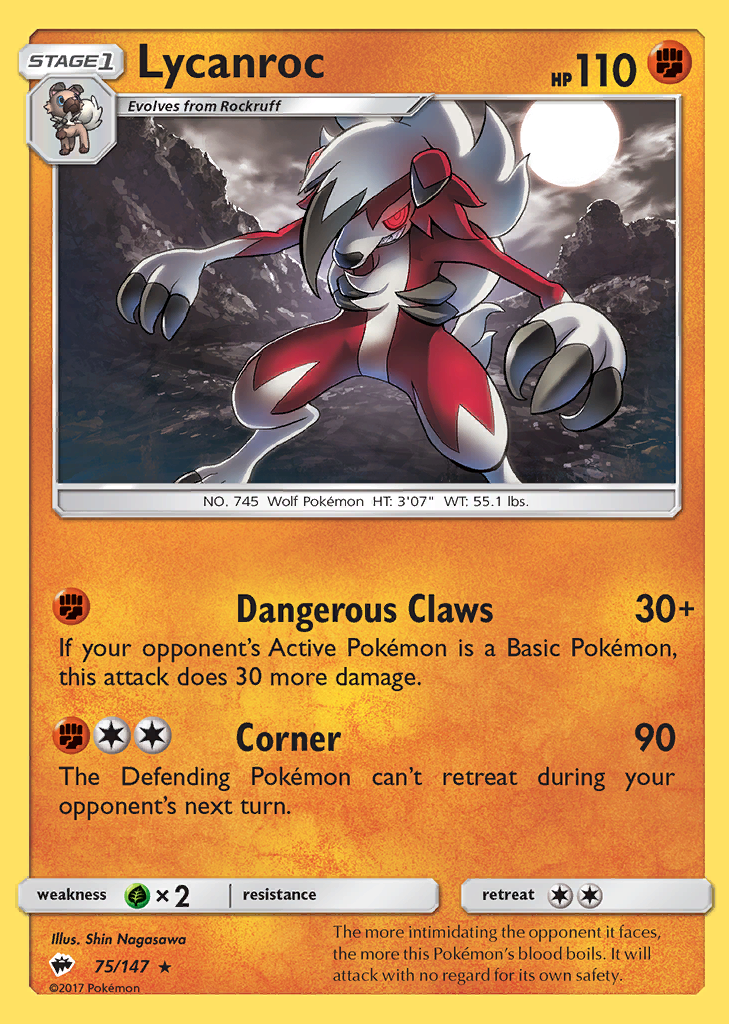 STAGE1
Lycanroc
HP 110
Evolves from Rockruff
NO. 745 Wolf Pokémon HT: 3'07" WT: 55.1 lbs.
Dangerous Claws 30+
If your opponent's Active Pokémon is a Basic Pokémon,
this attack does 30 more damage.
Corner 90
The Defending Pokémon can't retreat during your
opponent's next turn.
weakness ×2 resistance retreat
Illus. Shin Nagasawa
75/147 ★
©2017 Pokémon
The more intimidating the opponent it faces,
the more this Pokémon's blood boils. It will
attack with no regard for its own safety.